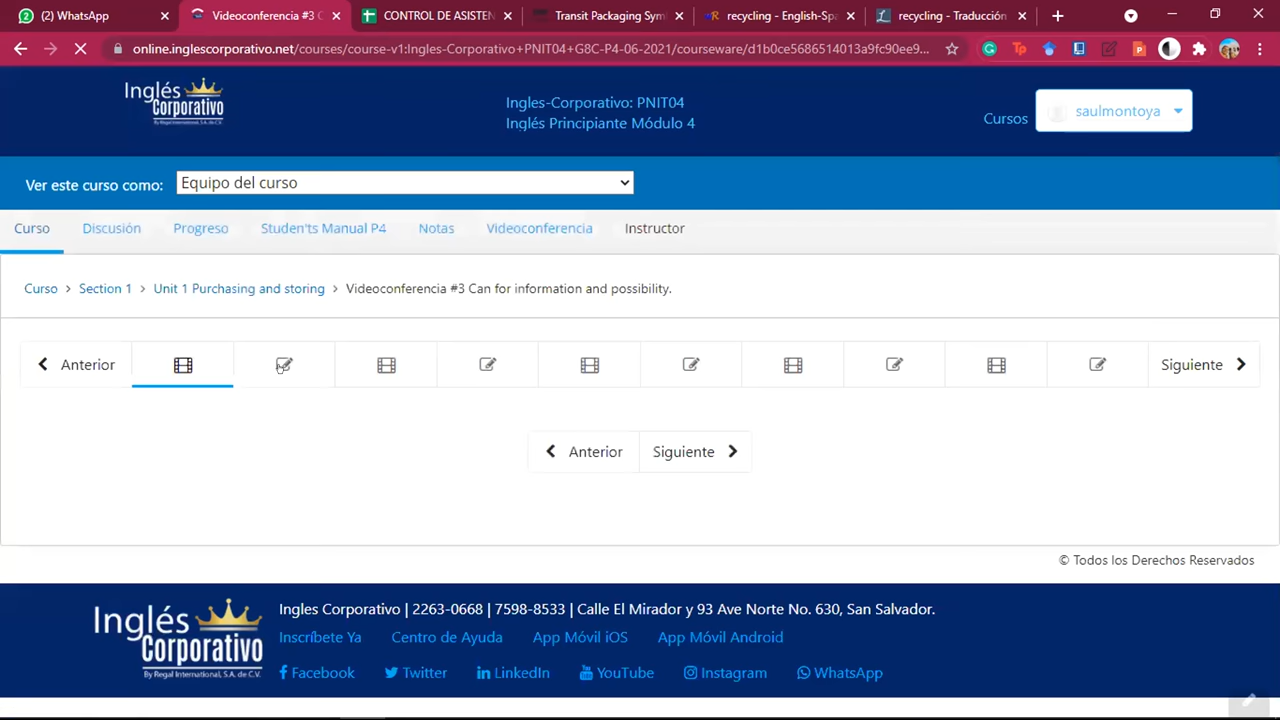 (2) WhatsApp
Videoconferencia #3 C
CONTROL DE ASISTEN
Transit Packaging Sym
recycling - English-Spa
recycling - Traducción
online.inglescorporativo.net/courses/course-v1:Ingles-Corporativo+PNIT04+G8C-P4-06-2021/courseware/d1b0ce5686514013a9fc90ee9...
Inglés
Corporativo
By Regal International, S.A. de C.V.
Ingles-Corporativo: PNIT04
Inglés Principiante Módulo 4
Cursos
saulmontoya
Ver este curso como:
Equipo del curso
Curso
Discusión
Progreso
Studen'ts Manual P4
Notas
Videoconferencia
Instructor
Curso > Section 1 > Unit 1 Purchasing and storing > Videoconferencia #3 Can for information and possibility.
Anterior
Siguiente
Anterior
Siguiente
© Todos los Derechos Reservados
Inglés
Corporativo
By Regal International, S.A. de C.V.
Ingles Corporativo | 2263-0668 | 7598-8533 | Calle El Mirador y 93 Ave Norte No. 630, San Salvador.
Inscríbete Ya
Centro de Ayuda
App Móvil iOS
App Móvil Android
Facebook
Twitter
LinkedIn
YouTube
Instagram
WhatsApp